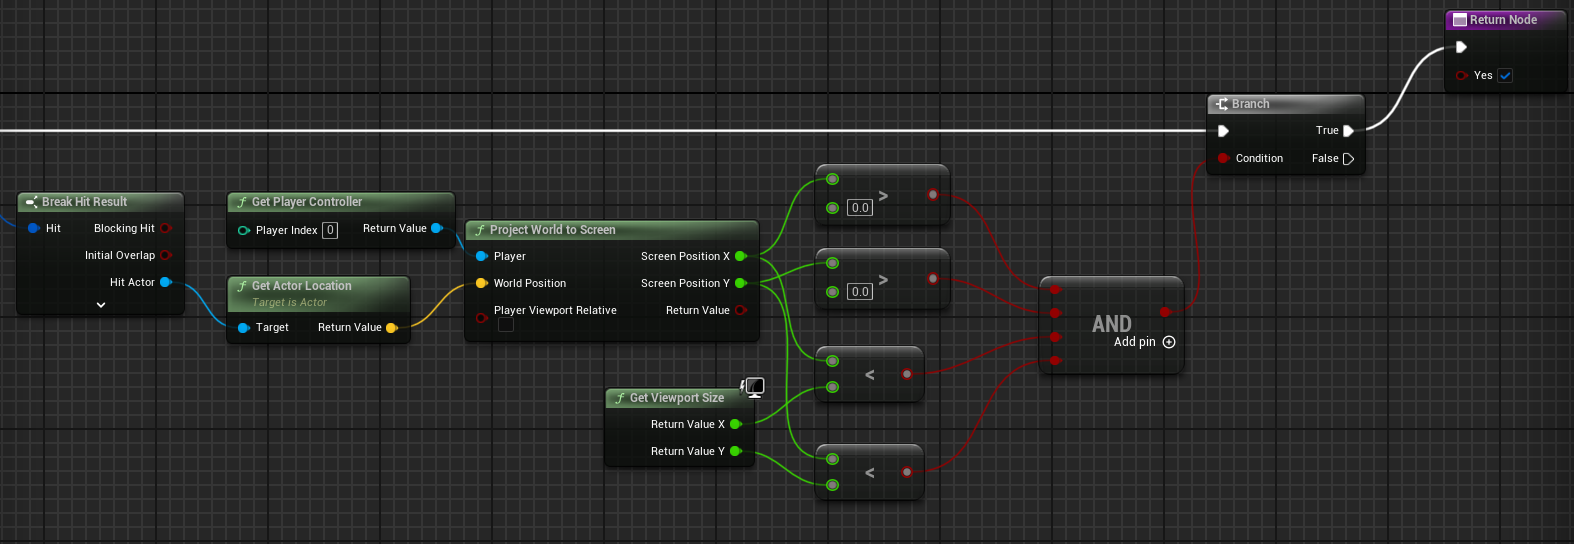 Return Node
Yes
Branch
True
Condition
False
Break Hit Result
Hit
Blocking Hit
Initial Overlap
Hit Actor
f Get Player Controller
Player Index 0
Return Value
f Get Actor Location
Target is Actor
Target
Return Value
f Project World to Screen
Player
Screen Position X
World Position
Screen Position Y
Player Viewport Relative
Return Value
f Get Viewport Size
Return Value X
Return Value Y
>
0.0
>
0.0
<
<
AND
Add pin